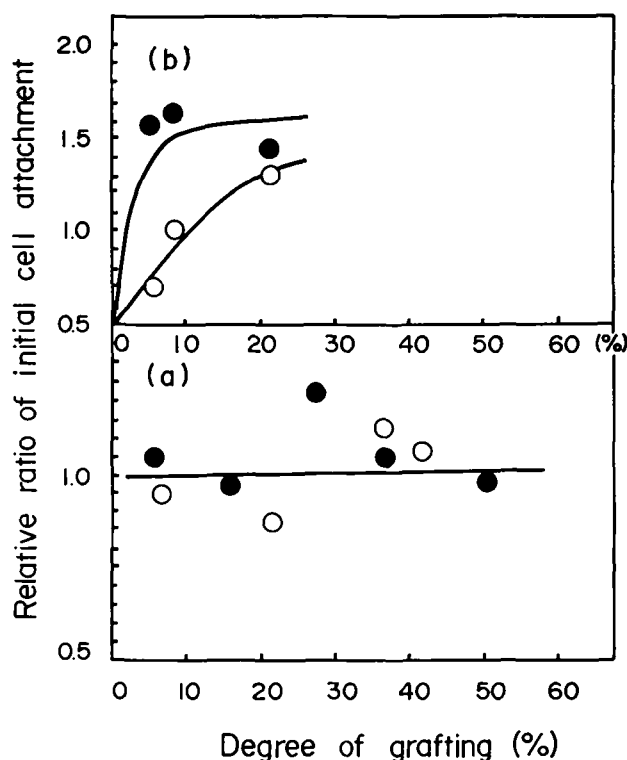 Relative ratio of initial cell attachment
(b)
2.0
1.5
1.0
0.5
0 10 20 30 40 50 60 (%)
(a)
1.0
0.5
0 10 20 30 40 50 60
Degree of grafting (%)